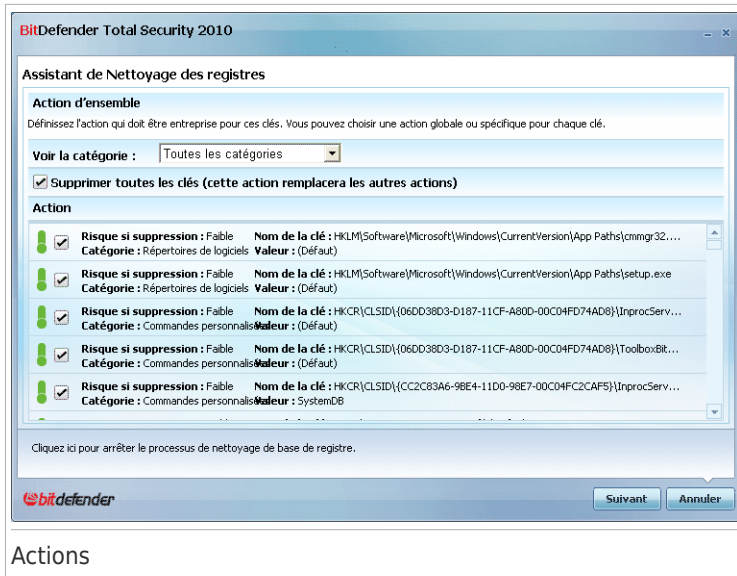 BitDefender Total Security 2010
Assistant de Nettoyage des registres
Action d'ensemble
Définissez l'action qui doit être entreprise pour ces clés. Vous pouvez choisir une action globale ou spécifique pour chaque clé.
Voir la catégorie : Toutes les catégories
Supprimer toutes les clés (cette action remplacera les autres actions)
Action
Risque si suppression : Faible Nom de la clé : HKLM\Software\Microsoft\Windows\CurrentVersion\App Paths\cmmgr32....
Catégorie : Répertoires de logiciels Valeur : (Défaut)
Risque si suppression : Faible Nom de la clé : HKLM\Software\Microsoft\Windows\CurrentVersion\App Paths\setup.exe
Catégorie : Répertoires de logiciels Valeur : (Défaut)
Risque si suppression : Faible Nom de la clé : HKCR\CLSID\{06DD38D3-D187-11CF-A80D-00C04FD74AD8}\InprocServ...
Catégorie : Commandes personnalisé Valeur : (Défaut)
Risque si suppression : Faible Nom de la clé : HKCR\CLSID\{06DD38D3-D187-11CF-A80D-00C04FD74AD8}\ToolboxBit...
Catégorie : Commandes personnalisé Valeur : (Défaut)
Risque si suppression : Faible Nom de la clé : HKCR\CLSID\{CC2C83A6-9BE4-11D0-98E7-00C04FC2CAF5}\InprocServ...
Catégorie : Commandes personnalisé Valeur : SystemDB
Cliquez ici pour arrêter le processus de nettoyage de base de registre.
bitdefender
Suivant Annuler
Actions